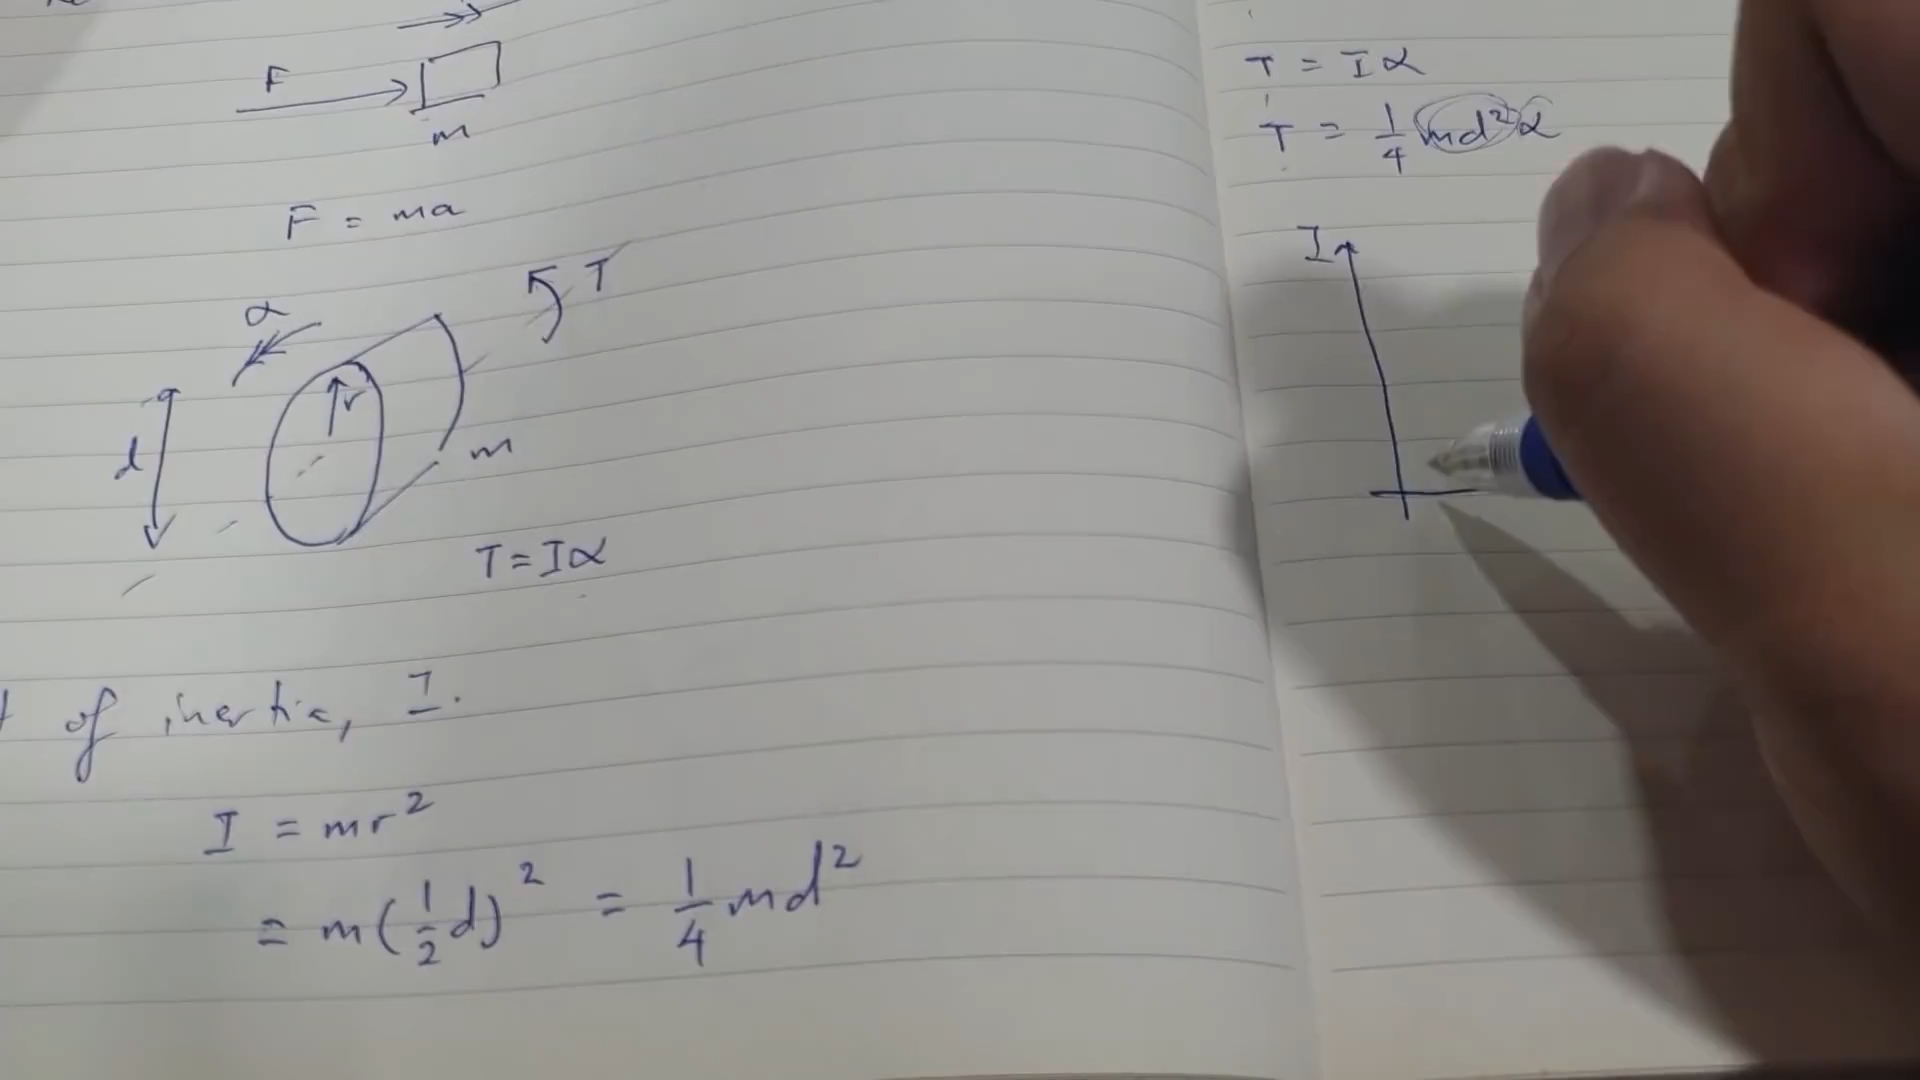 F
m
F = ma
α
T
r
d
m
T = Iα
of inertia, I.
I = mr²
= m(½d)² = ¼md²
T = Iα
T = ¼md²α
I